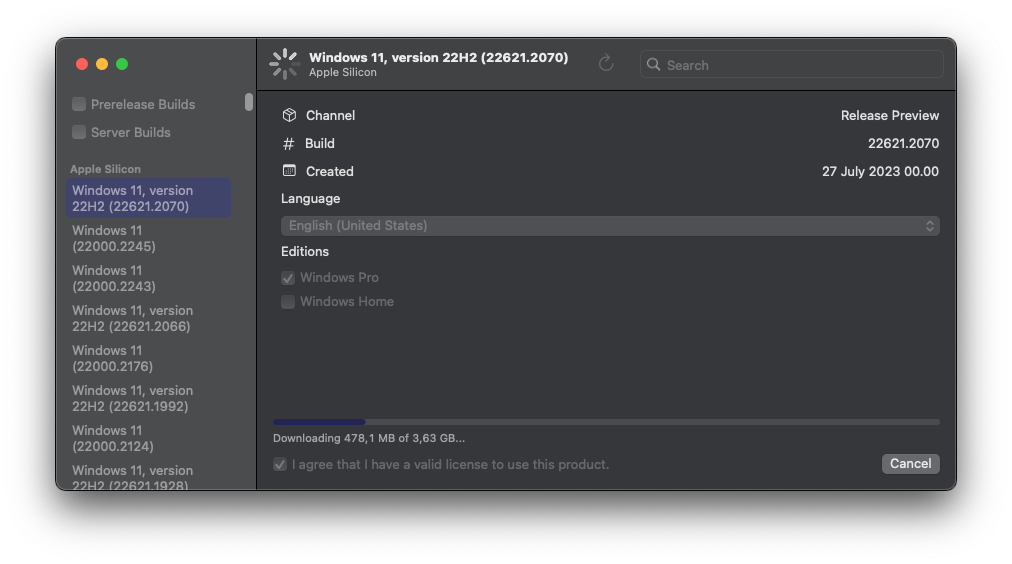 Prerelease Builds
Server Builds
Apple Silicon
Windows 11, version
22H2 (22621.2070)
Windows 11
(22000.2245)
Windows 11
(22000.2243)
Windows 11, version
22H2 (22621.2066)
Windows 11
(22000.2176)
Windows 11, version
22H2 (22621.1992)
Windows 11
(22000.2124)
Windows 11, version
22H2 (22621.1928)
Windows 11, version 22H2 (22621.2070)
Apple Silicon
Search
Channel Release Preview
# Build 22621.2070
Created 27 July 2023 00.00
Language
English (United States)
Editions
Windows Pro
Windows Home
Downloading 478,1 MB of 3,63 GB...
I agree that I have a valid license to use this product.
Cancel